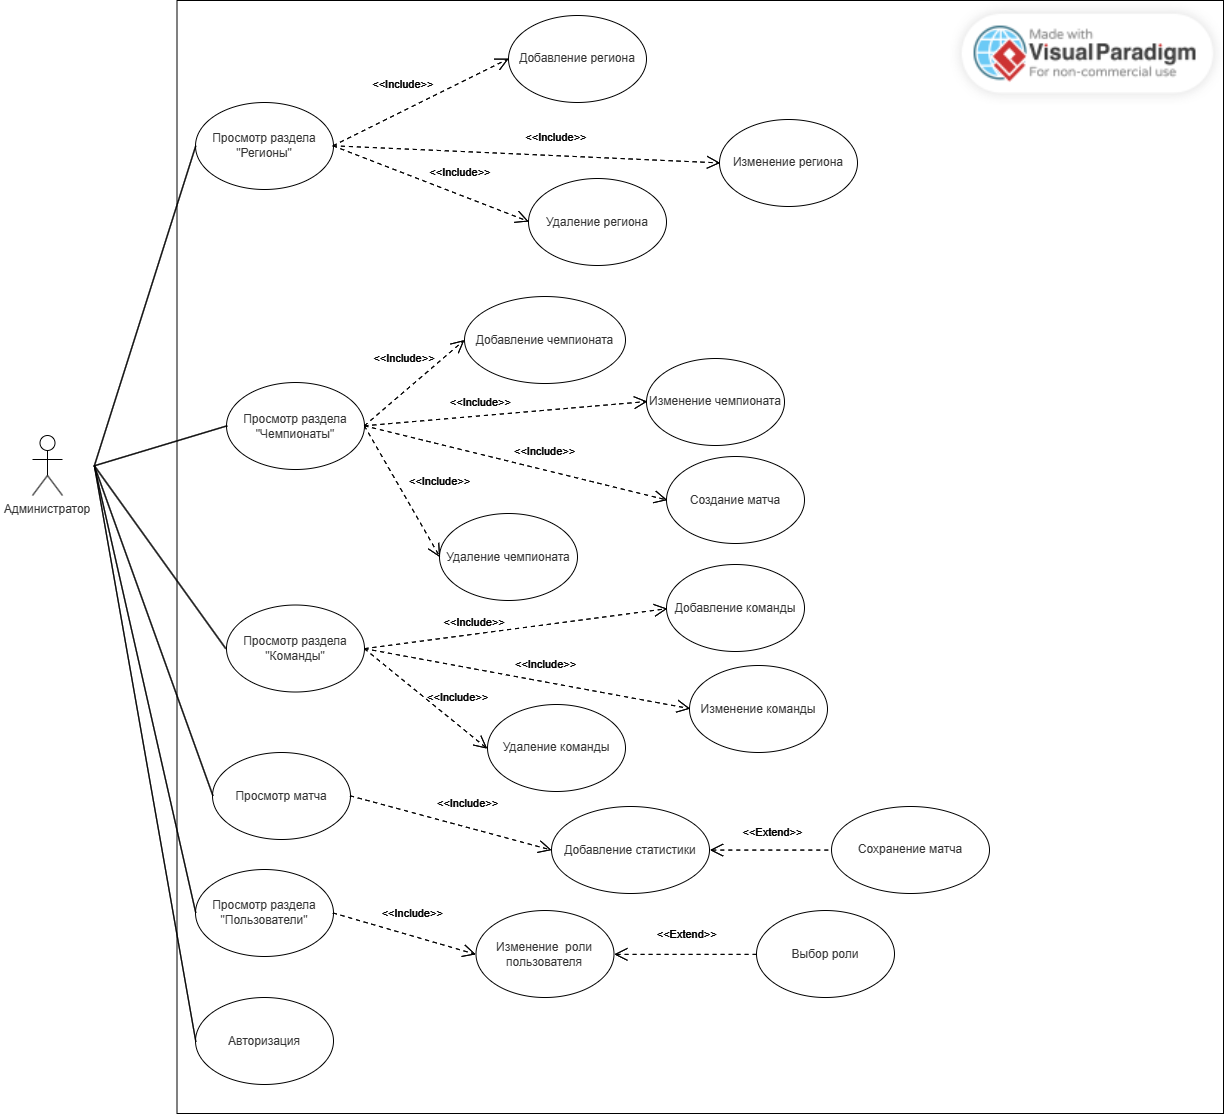 Made with
VisualParadigm
For non-commercial use
Добавление региона
<<Include>>
Просмотр раздела
"Регионы"
<<Include>>
Изменение региона
<<Include>>
Удаление региона
Добавление чемпионата
<<Include>>
Изменение чемпионата
<<Include>>
Просмотр раздела
"Чемпионаты"
<<Include>>
<<Include>>
Создание матча
Администратор
Удаление чемпионата
Добавление команды
<<Include>>
Просмотр раздела
"Команды"
<<Include>>
<<Include>>
Изменение команды
Удаление команды
Просмотр матча
<<Include>>
Добавление статистики
<<Extend>>
Сохранение матча
Просмотр раздела
"Пользователи"
<<Include>>
Изменение роли
пользователя
<<Extend>>
Выбор роли
Авторизация